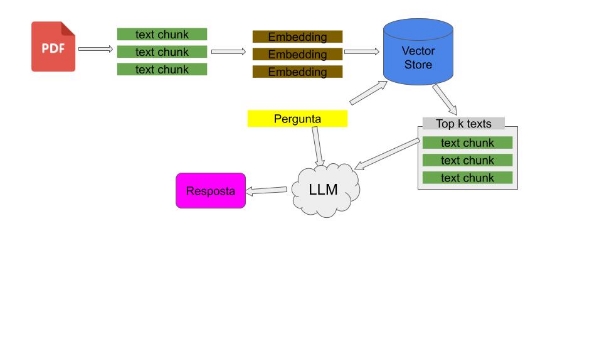 PDF
text chunk
text chunk
text chunk
Embedding
Embedding
Embedding
Vector
Store
Pergunta
Top k texts
text chunk
text chunk
text chunk
LLM
Resposta